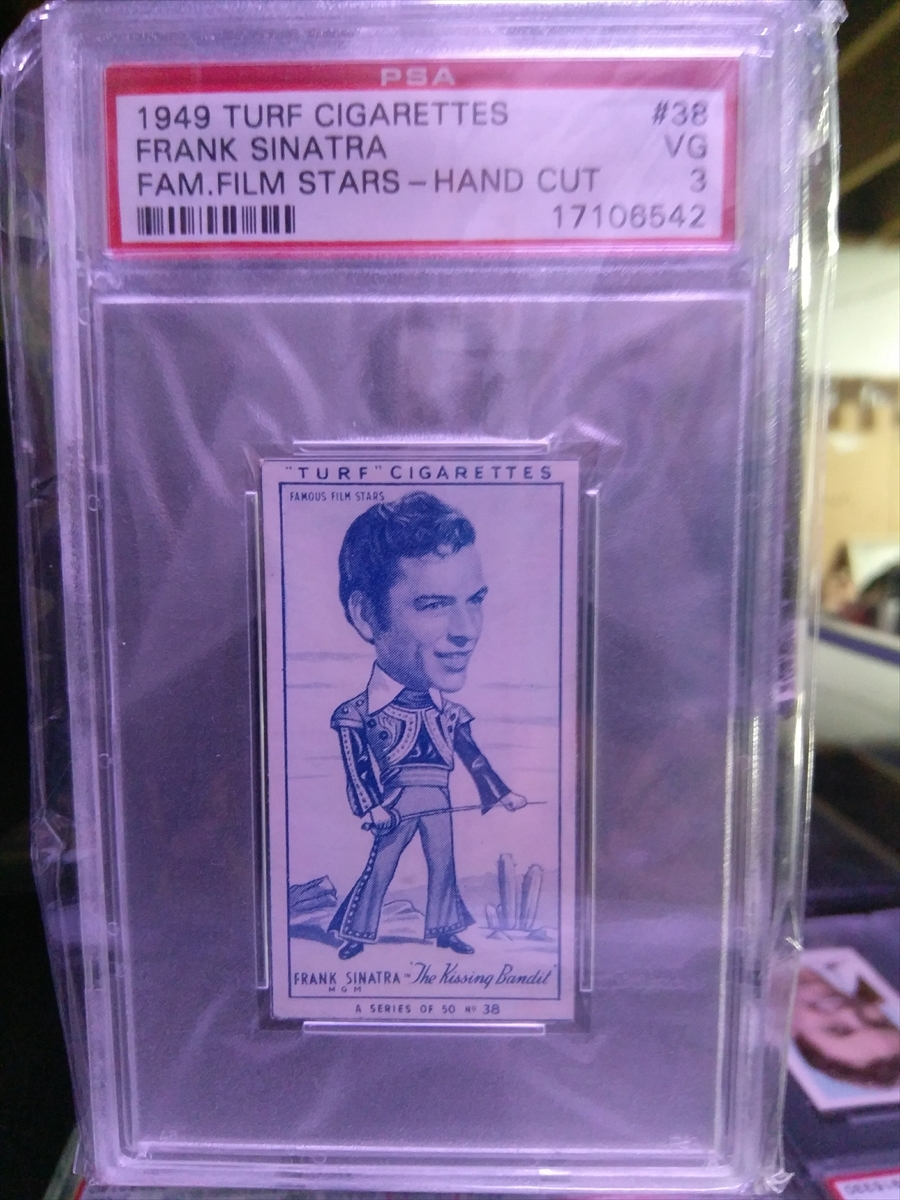 PSA
1949 TURF CIGARETTES #38
FRANK SINATRA VG
FAM.FILM STARS - HAND CUT 3
17106542
"TURF" CIGARETTES
FAMOUS FILM STARS
FRANK SINATRA IN "The Kissing Bandit"
M G M
A SERIES OF 50 Nº 38